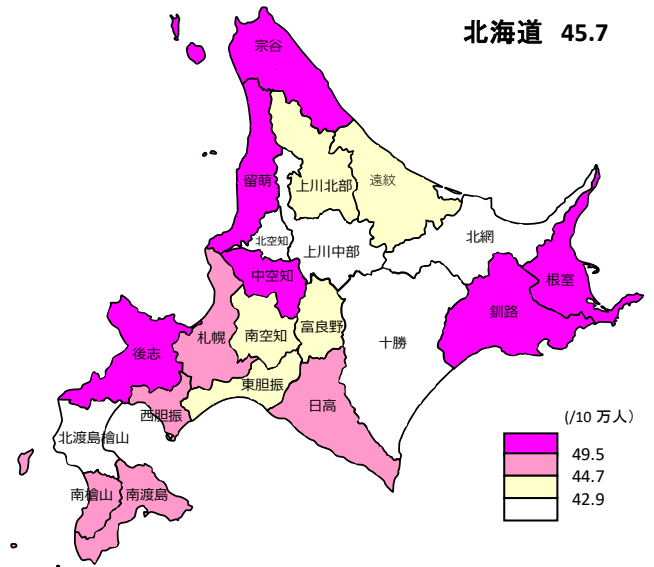 北海道 45.7
宗谷
留萌
上川北部
遠紋
北空知
上川中部
北網
中空知
根室
釧路
札幌
南空知
富良野
十勝
後志
東胆振
西胆振
日高
北渡島檜山
南檜山
南渡島
(/10 万人)
49.5
44.7
42.9